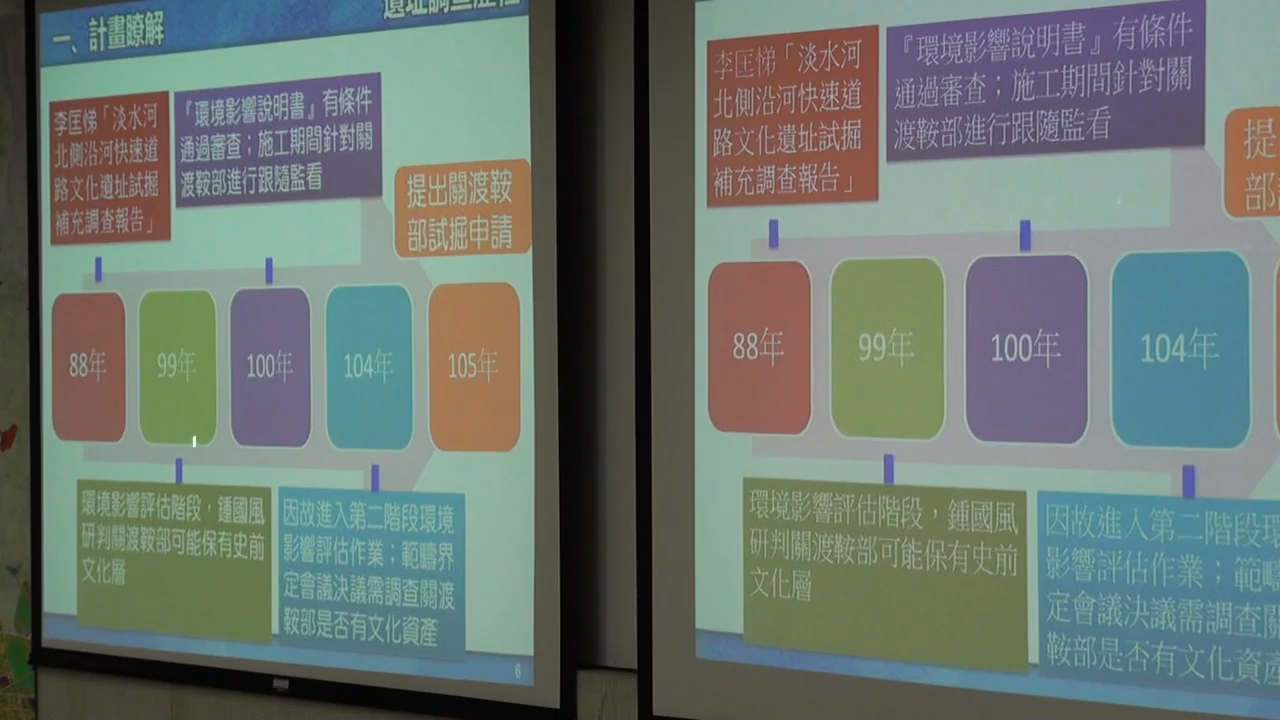 一、計畫瞭解
遺址調查歷程
李匡悌「淡水河
北側沿河快速道
路文化遺址試掘
補充調查報告」
『環境影響說明書』有條件
通過審查；施工期間針對關
渡鞍部進行跟隨監看
提出關渡鞍
部試掘申請
88年
99年
100年
104年
105年
環境影響評估階段，鍾國風
研判關渡鞍部可能保有史前
文化層
因故進入第二階段環境
影響評估作業；範疇界
定會議決議需調查關渡
鞍部是否有文化資產
6
李匡悌「淡水河
北側沿河快速道
路文化遺址試掘
補充調查報告」
『環境影響說明書』有條件
通過審查；施工期間針對關
渡鞍部進行跟隨監看
提
部
88年
99年
100年
104年
環境影響評估階段，鍾國風
研判關渡鞍部可能保有史前
文化層
因故進入第二階段環
影響評估作業；範疇
定會議決議需調查關
鞍部是否有文化資產